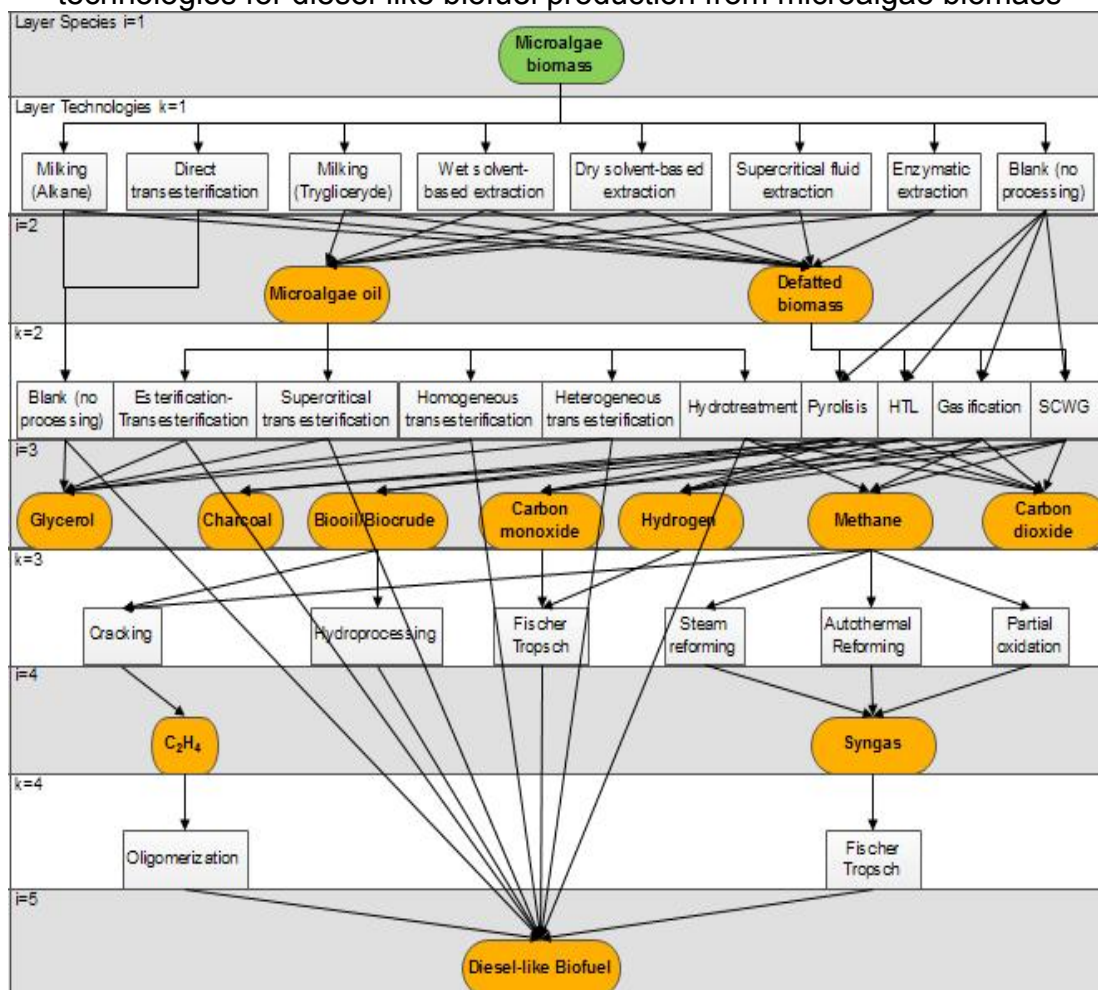 technologies for diesel-like biofuel production from microalgae biomass
Layer Species i=1
Microalgae
biomass
Layer Technologies k=1
Milking
(Alkane)
Direct
transesterification
Milking
(Trygliceryde)
Wet solvent-
based extraction
Dry solvent-based
extraction
Supercritical fluid
extraction
Enzymatic
extraction
Blank (no
processing)
i=2
Microalgae oil
Defatted
biomass
k=2
Blank (no
processing)
Esterification-
Transesterification
Supercritical
transesterification
Homogeneous
transesterification
Heterogeneous
transesterification
Hydrotreatment
Pyrolisis
HTL
Gasification
SCWG
i=3
Glycerol
Charcoal
Biooil/Biocrude
Carbon
monoxide
Hydrogen
Methane
Carbon
dioxide
k=3
Cracking
Hydroprocessing
Fischer
Tropsch
Steam
reforming
Autothermal
Reforming
Partial
oxidation
i=4
C₂H₄
Syngas
k=4
Oligomerization
Fischer
Tropsch
i=5
Diesel-like Biofuel